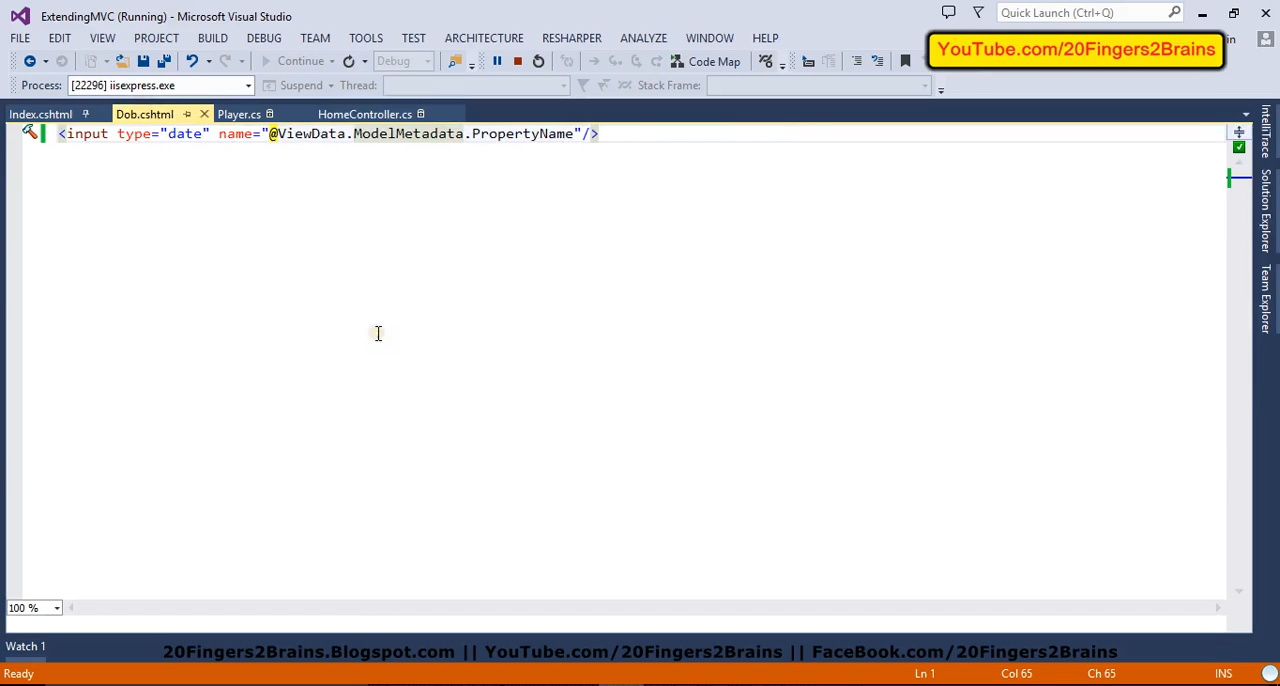 ExtendingMVC (Running) - Microsoft Visual Studio
Quick Launch (Ctrl+Q)
FILE EDIT VIEW PROJECT BUILD DEBUG TEAM TOOLS TEST ARCHITECTURE RESHARPER ANALYZE WINDOW HELP
YouTube.com/20Fingers2Brains
Continue Debug Code Map
Process: [22296] iisexpress.exe Suspend Thread: Stack Frame:
Index.cshtml Dob.cshtml Player.cs HomeController.cs
<input type="date" name="@ViewData.ModelMetadata.PropertyName"/>
IntelliTrace
Solution Explorer
Team Explorer
100 %
Watch 1
20Fingers2Brains.Blogspot.com || YouTube.com/20Fingers2Brains || FaceBook.com/20Fingers2Brains
Ready Ln 1 Col 65 Ch 65 INS